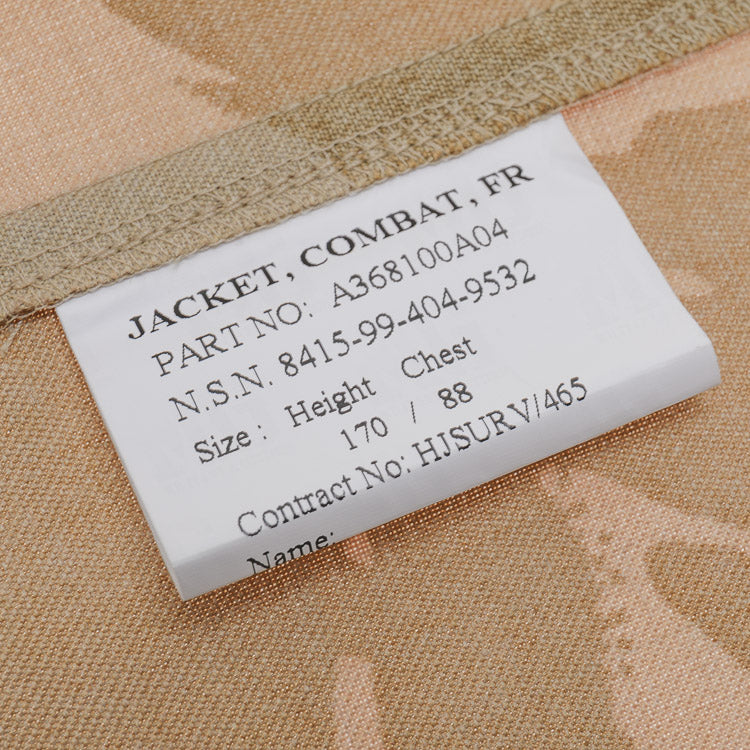 JACKET, COMBAT, FR
PART NO: A368100A04
N.S.N. 8415-99-404-9532
Size : Height Chest
170 / 88
Contract No: HJSURV/465
Name: